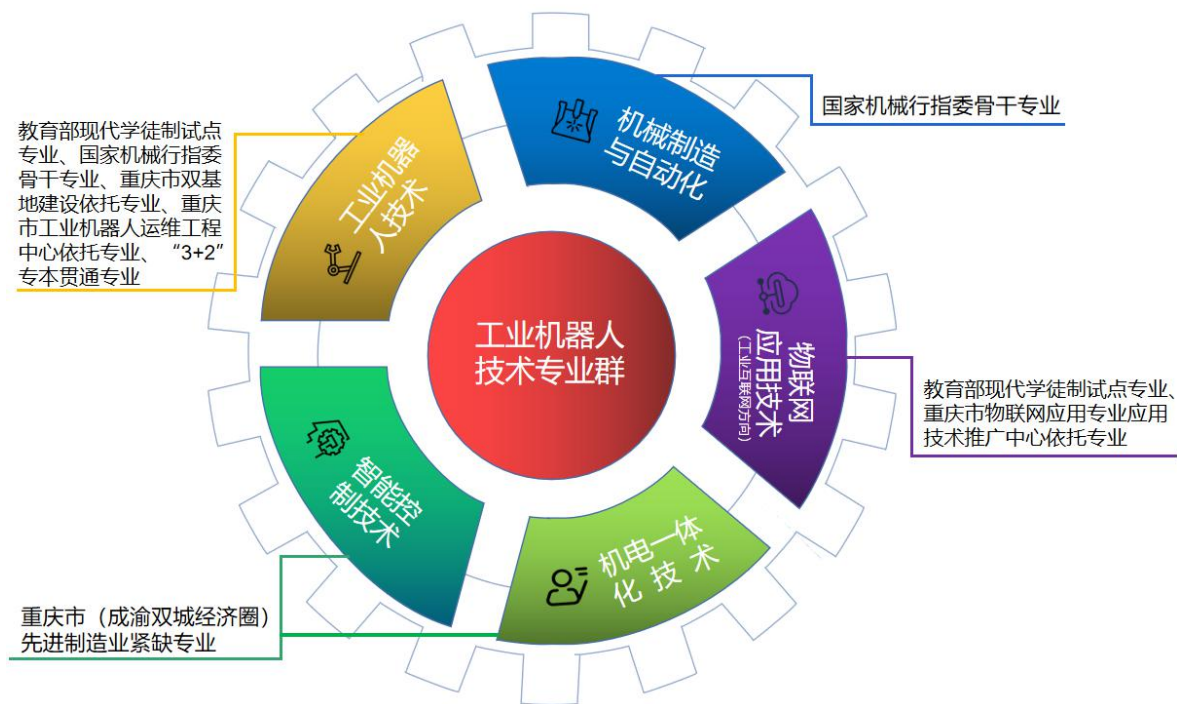 国家机械行指委骨干专业
机械制造
与自动化
教育部现代学徒制试点
专业、国家机械行指委
骨干专业、重庆市双基
地建设依托专业、重庆
市工业机器人运维工程
中心依托专业、“3+2”
专本贯通专业
工业机器
人技术
工业机器人
技术专业群
物联网
应用技术
(工业互联网方向)
教育部现代学徒制试点专业、
重庆市物联网应用专业应用
技术推广中心依托专业
智能控
制技术
机电一体
化 技 术
重庆市（成渝双城经济圈）
先进制造业紧缺专业